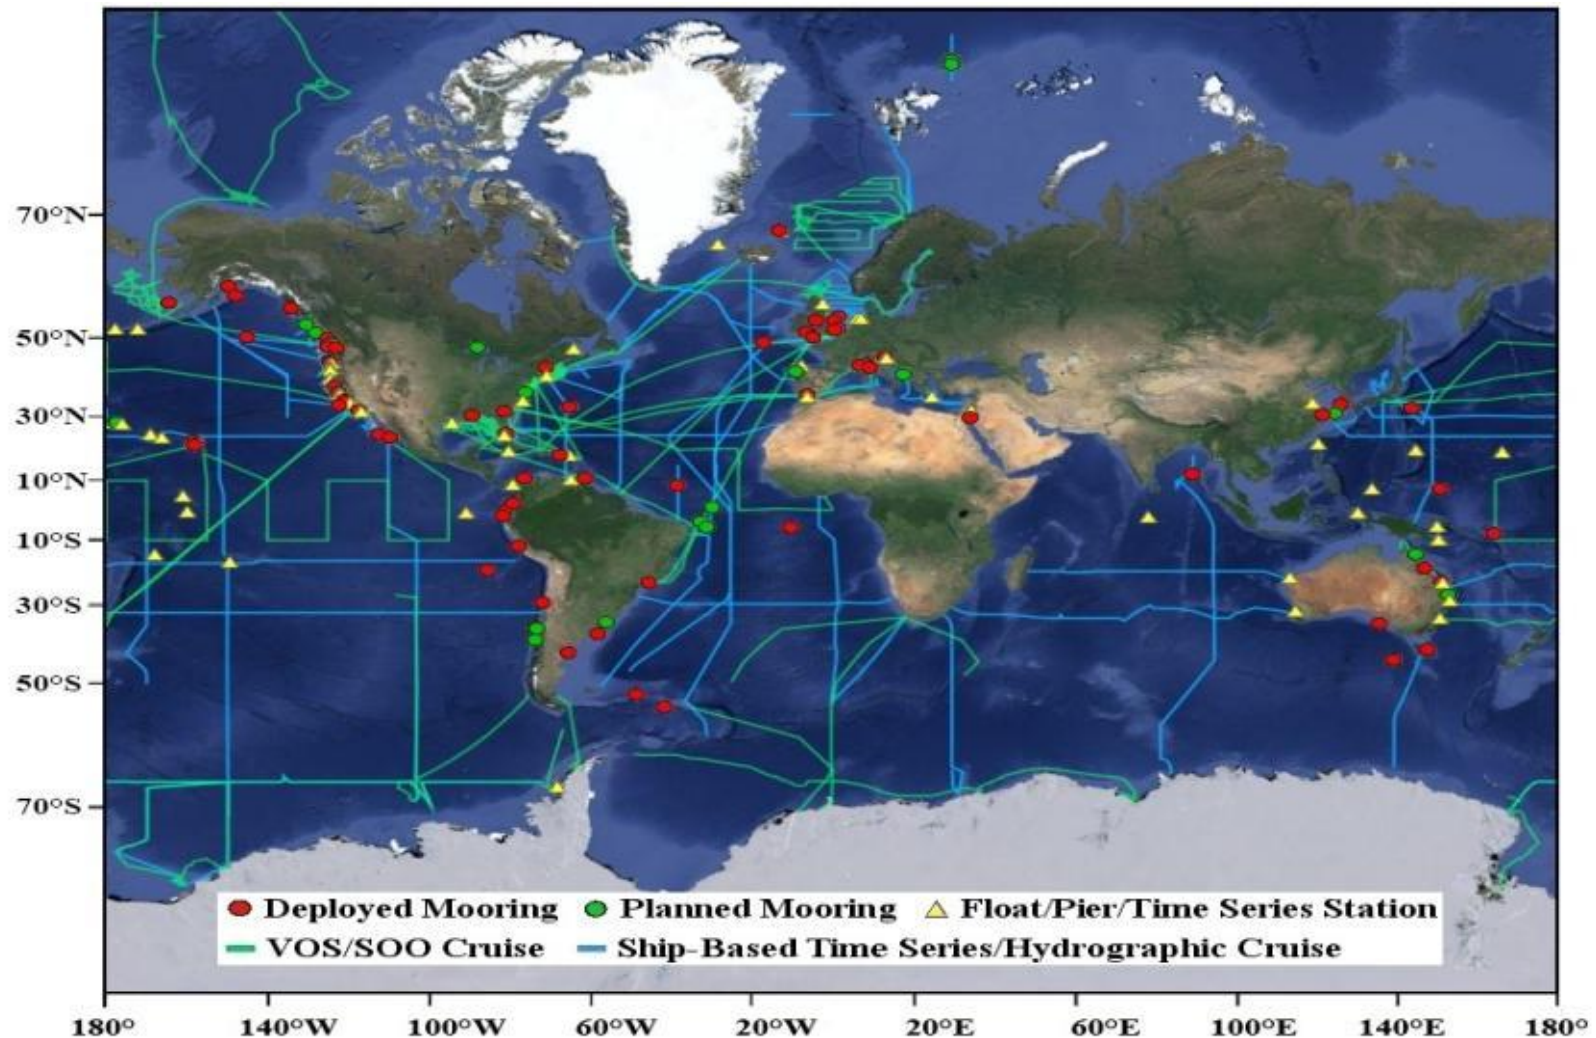 70°N
50°N
30°N
10°N
10°S
30°S
50°S
70°S
Deployed Mooring Planned Mooring Float/Pier/Time Series Station
VOS/SOO Cruise Ship-Based Time Series/Hydrographic Cruise
180° 140°W 100°W 60°W 20°W 20°E 60°E 100°E 140°E 180°